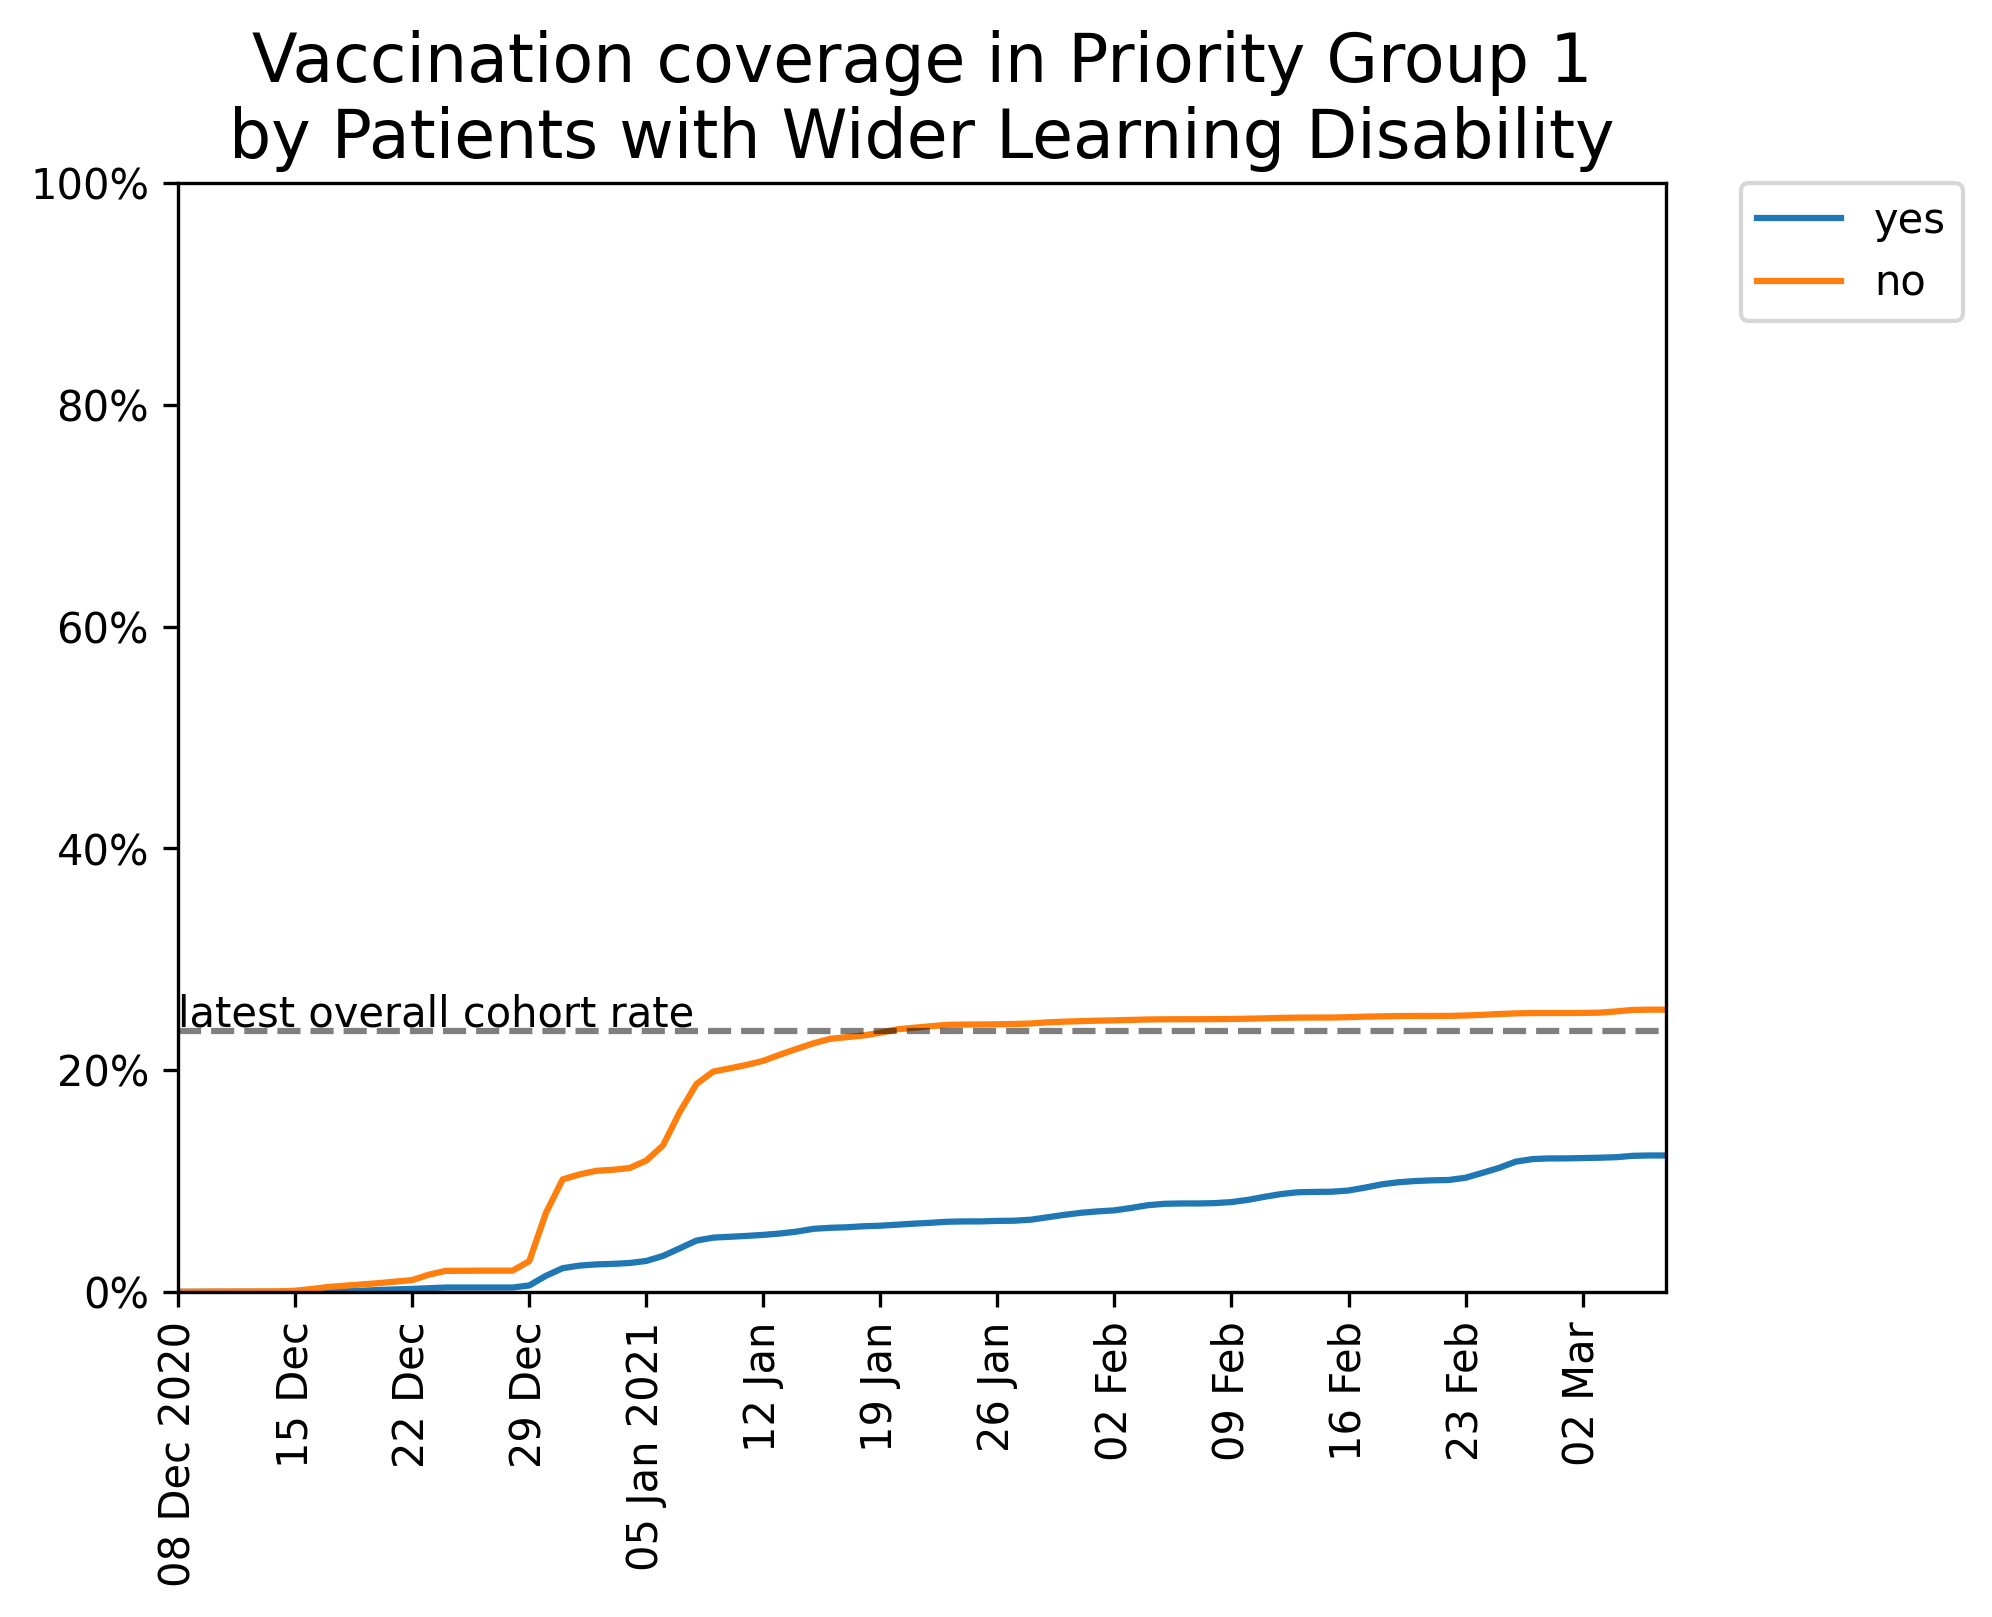 Vaccination coverage in Priority Group 1
by Patients with Wider Learning Disability
100%
80%
60%
40%
20%
0%
latest overall cohort rate
yes
no
08 Dec 2020
15 Dec
22 Dec
29 Dec
05 Jan 2021
12 Jan
19 Jan
26 Jan
02 Feb
09 Feb
16 Feb
23 Feb
02 Mar